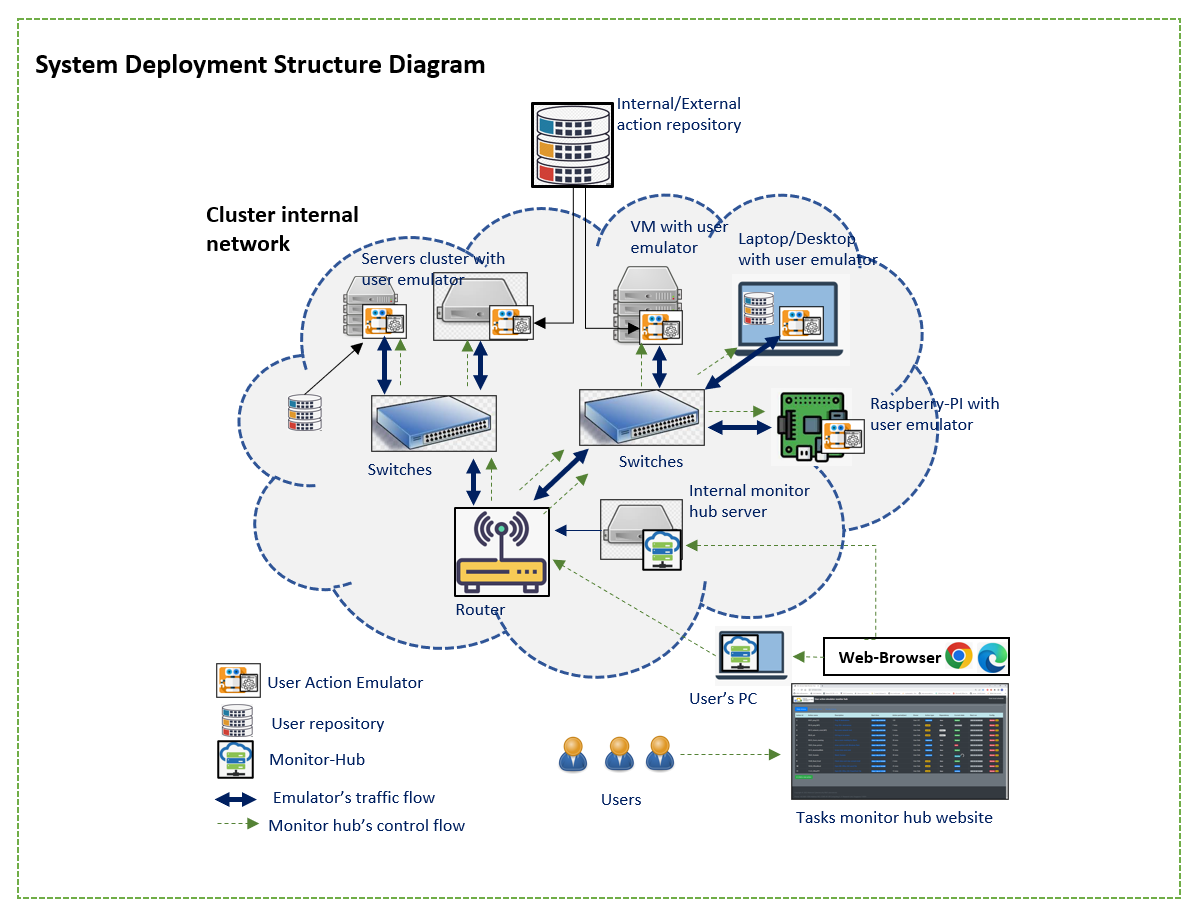 System Deployment Structure Diagram
Internal/External
action repository
Cluster internal
network
VM with user
emulator
Laptop/Desktop
with user emulator
Servers cluster with
user emulator
Raspberry-PI with
user emulator
Switches
Switches
Internal monitor
hub server
Router
Web-Browser
User's PC
User Action Emulator
User repository
Monitor-Hub
Emulator's traffic flow
Monitor hub's control flow
Users
Tasks monitor hub website